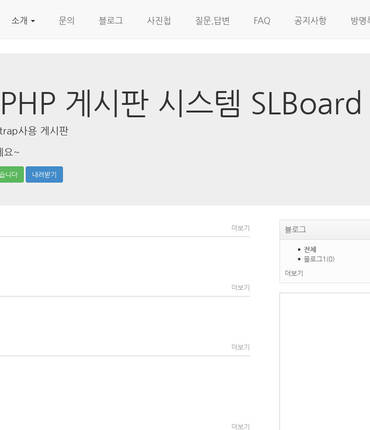 소개 문의 블로그 사진첩 질문,답변 FAQ 공지사항 방명록
PHP 게시판 시스템 SLBoard
trap사용 게시판
세요~
습니다 내려받기
더보기
블로그
전체
블로그1(0)
더보기
더보기
더보기
더보기